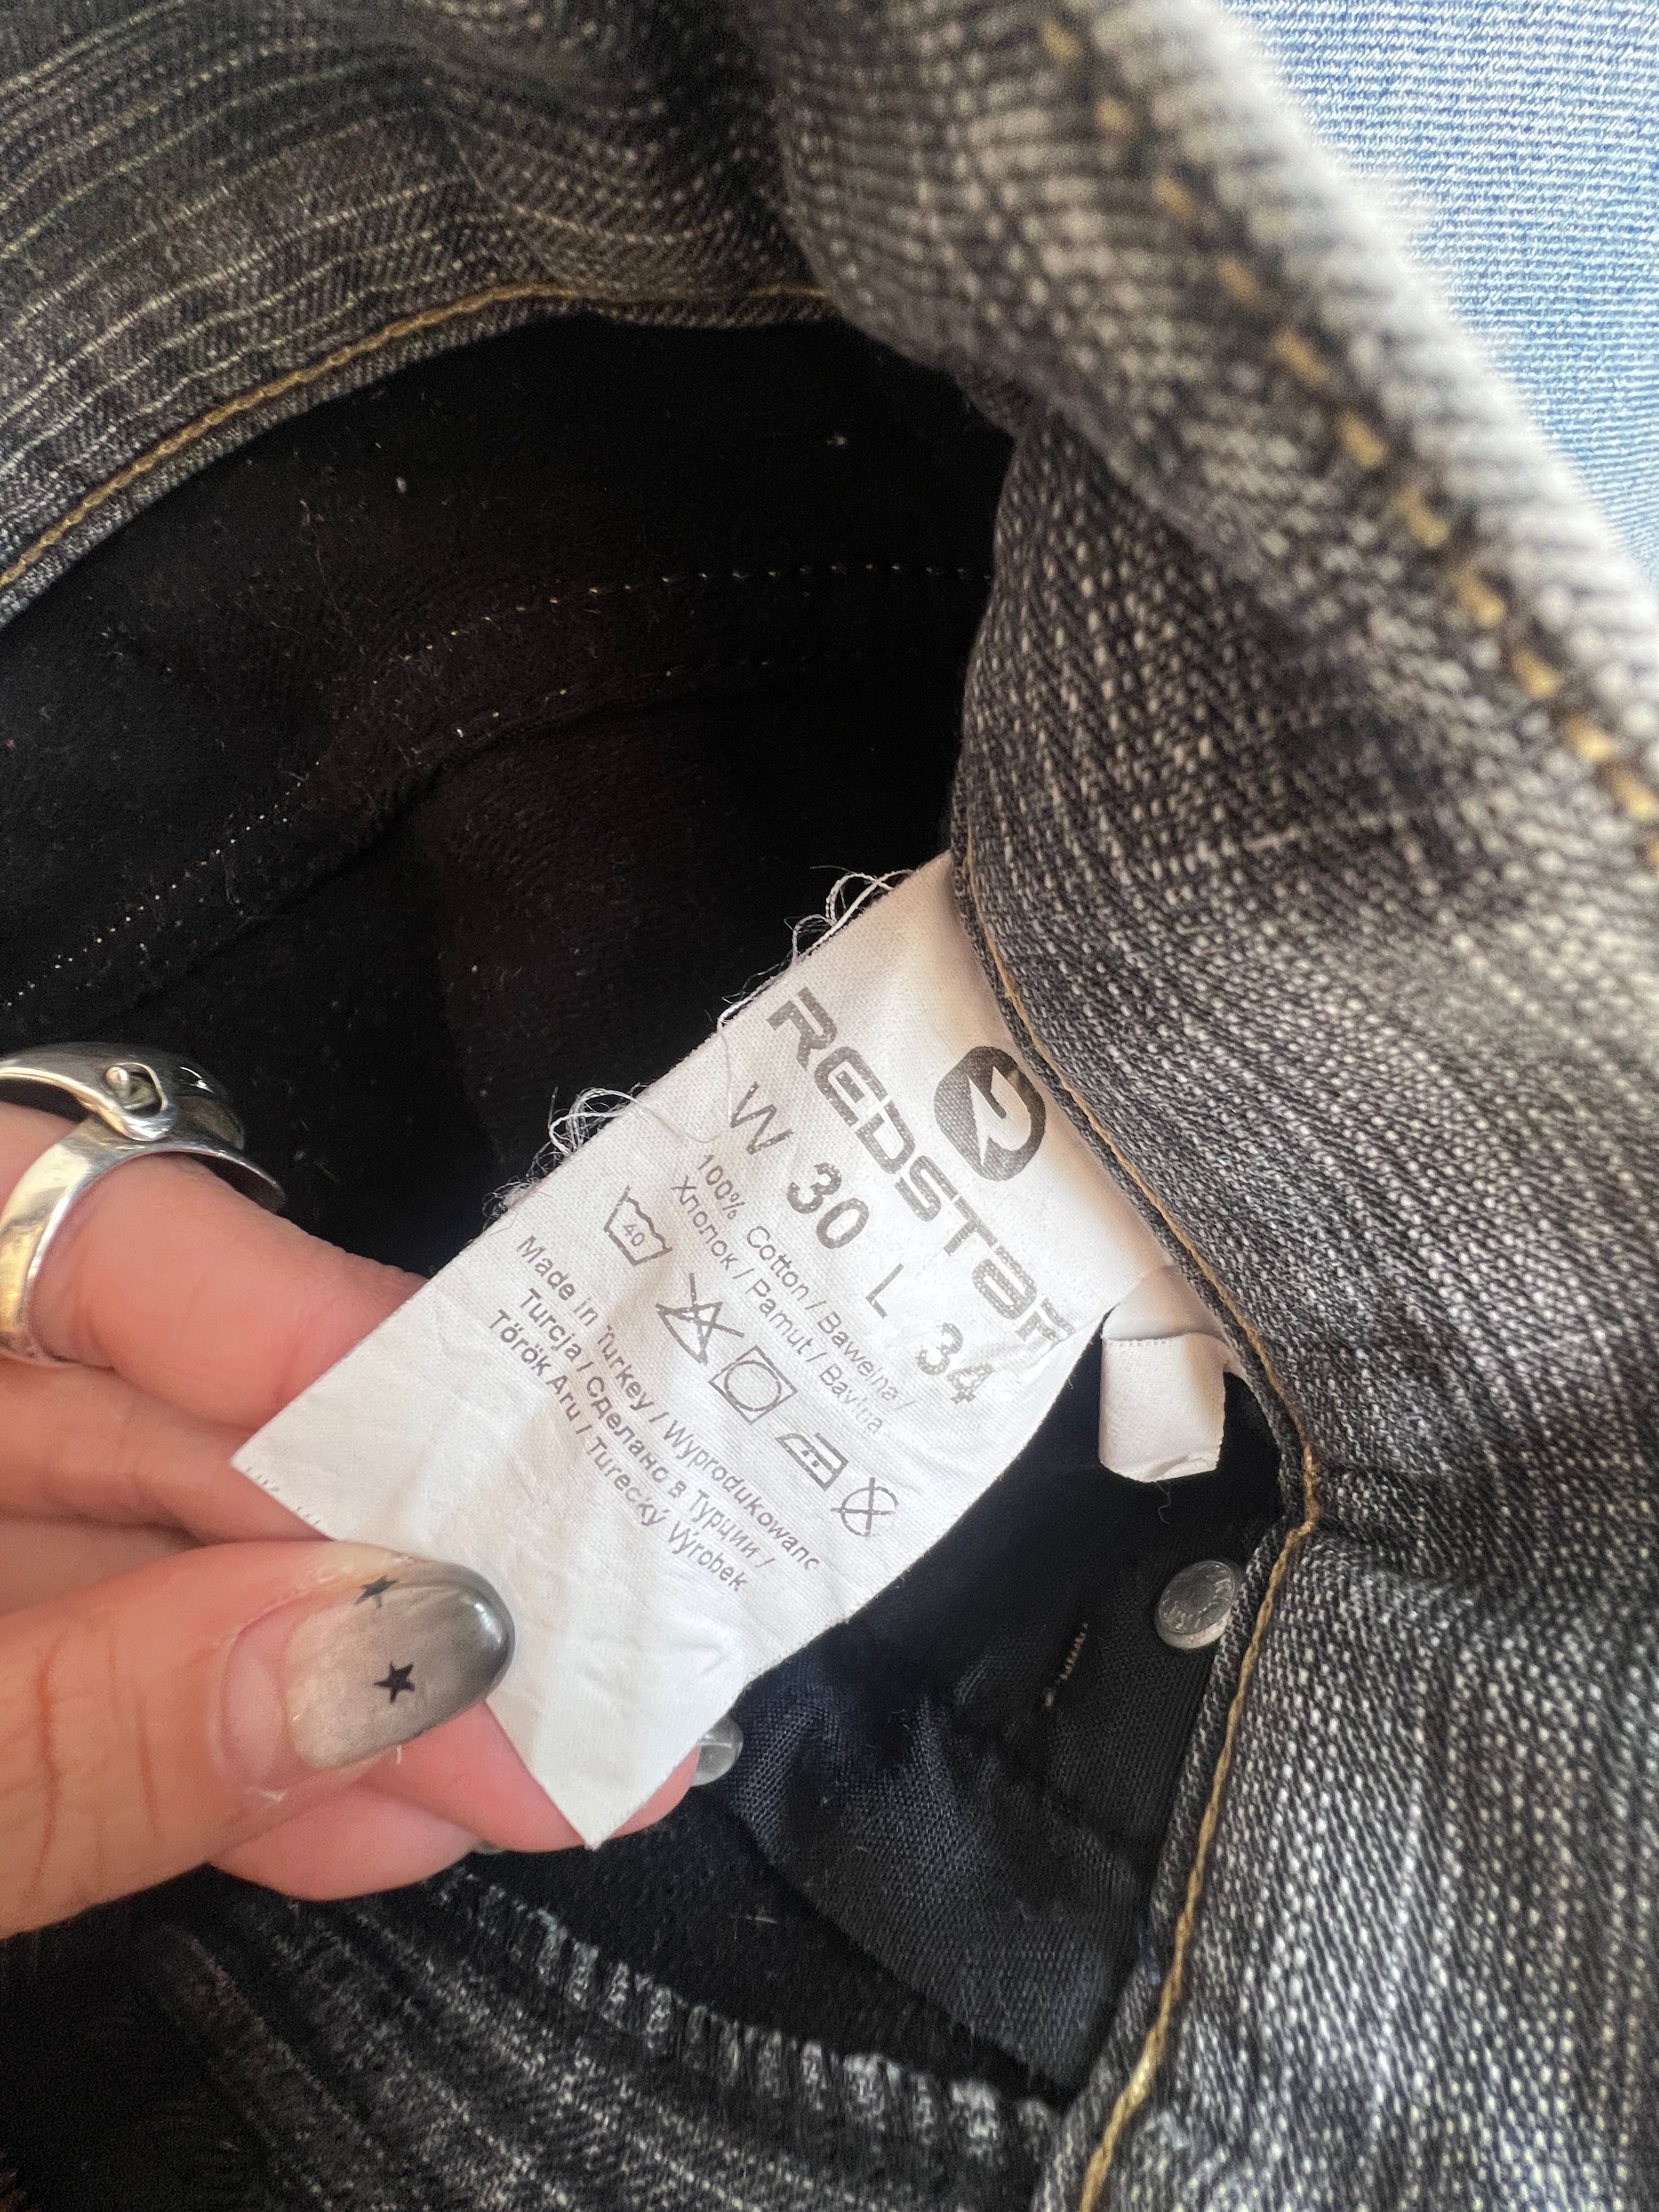 REDSTAR
W 30 L 34
100% Cotton / Bawełna /
Хлопок / Pamut / Bavlna
40
Made in Turkey / Wyprodukowano
Turcja / Сделано в Турции /
Török Áru / Turecký Výrobek